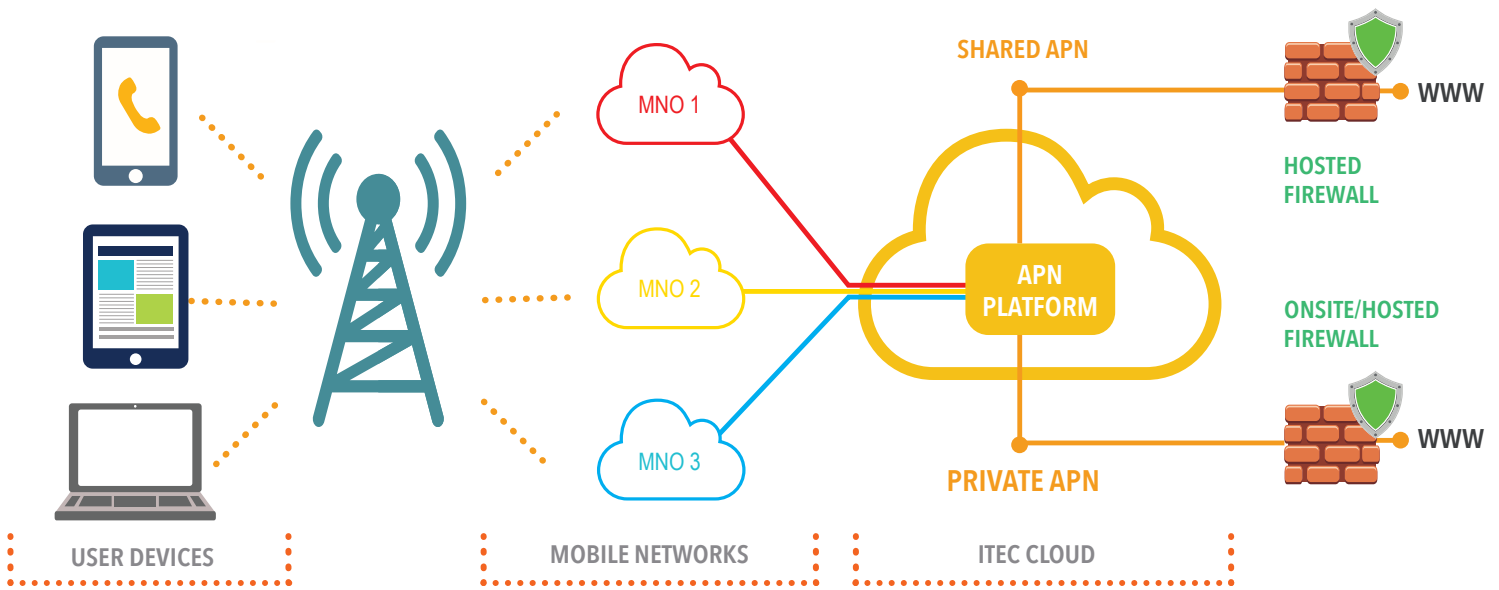 SHARED APN
WWW
MNO 1
HOSTED
FIREWALL
MNO 2
APN
PLATFORM
ONSITE/HOSTED
FIREWALL
MNO 3
PRIVATE APN
WWW
USER DEVICES
MOBILE NETWORKS
ITEC CLOUD